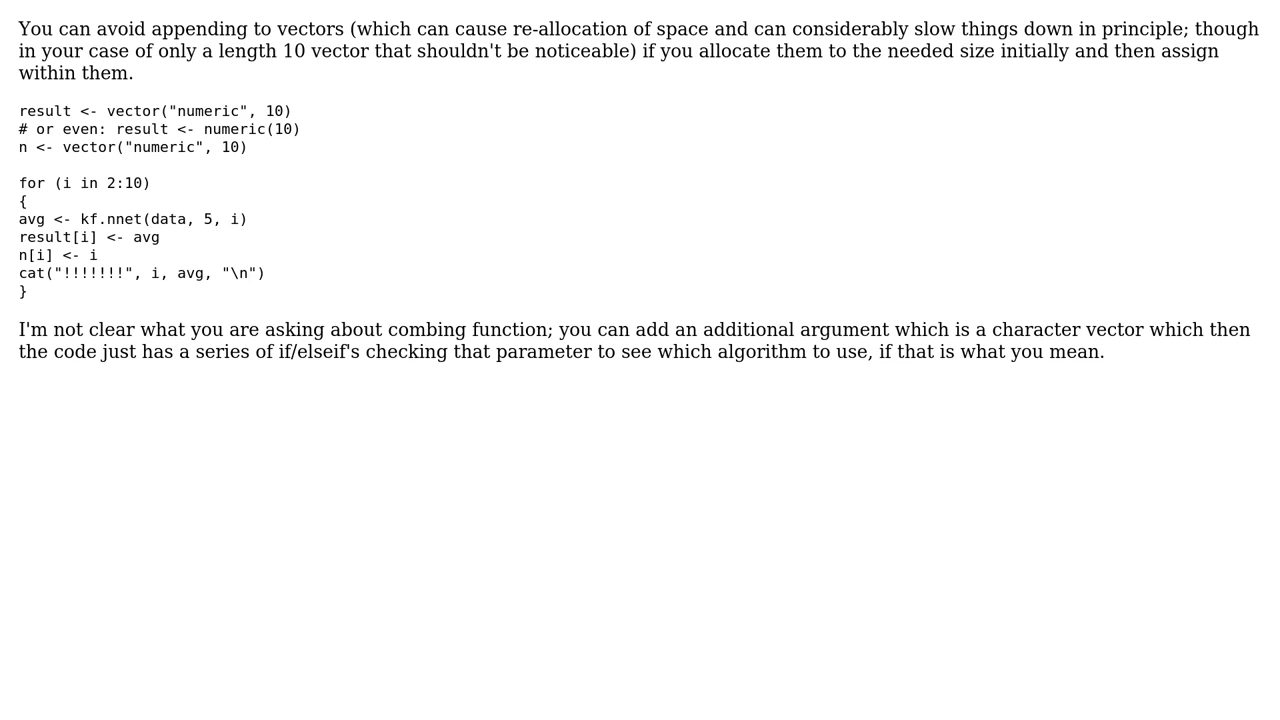 You can avoid appending to vectors (which can cause re-allocation of space and can considerably slow things down in principle; though
in your case of only a length 10 vector that shouldn't be noticeable) if you allocate them to the needed size initially and then assign
within them.
result <- vector("numeric", 10)
# or even: result <- numeric(10)
n <- vector("numeric", 10)
for (i in 2:10)
{
avg <- kf.nnet(data, 5, i)
result[i] <- avg
n[i] <- i
cat("!!!!!!!", i, avg, "\n")
}
I'm not clear what you are asking about combing function; you can add an additional argument which is a character vector which then
the code just has a series of if/elseif's checking that parameter to see which algorithm to use, if that is what you mean.